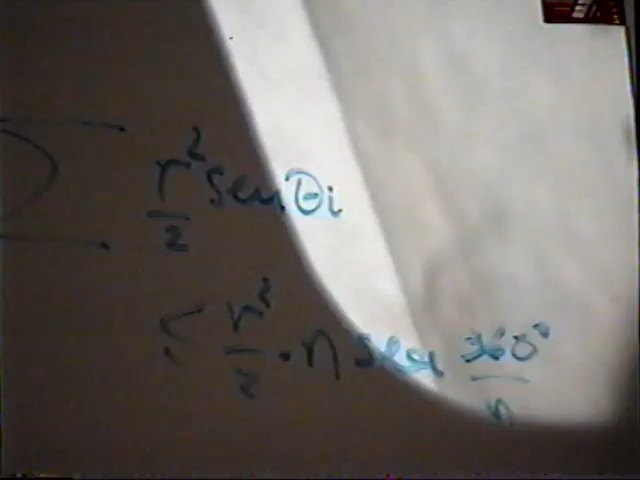 Σ r²/2 sen θi
≤ r²/2 · n sen 360°/n